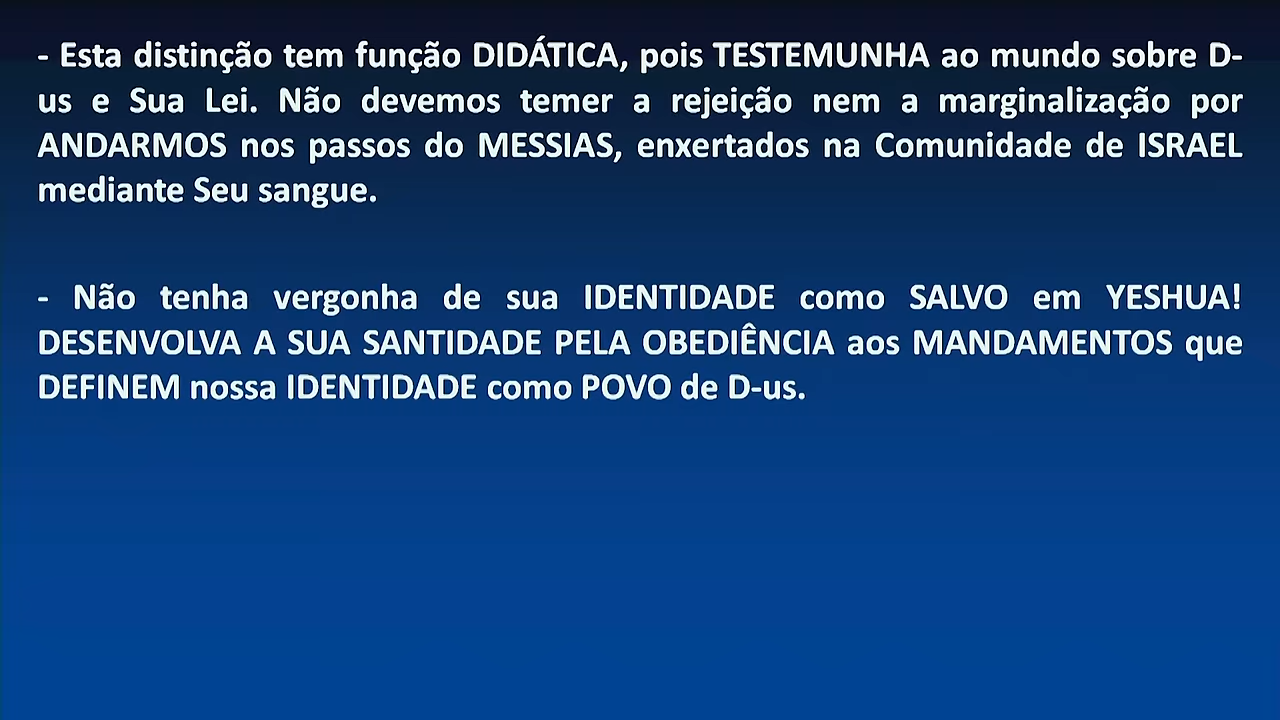 - Esta distinção tem função DIDÁTICA, pois TESTEMUNHA ao mundo sobre D-
us e Sua Lei. Não devemos temer a rejeição nem a marginalização por
ANDARMOS nos passos do MESSIAS, enxertados na Comunidade de ISRAEL
mediante Seu sangue.
- Não tenha vergonha de sua IDENTIDADE como SALVO em YESHUA!
DESENVOLVA A SUA SANTIDADE PELA OBEDIÊNCIA aos MANDAMENTOS que
DEFINEM nossa IDENTIDADE como POVO de D-us.